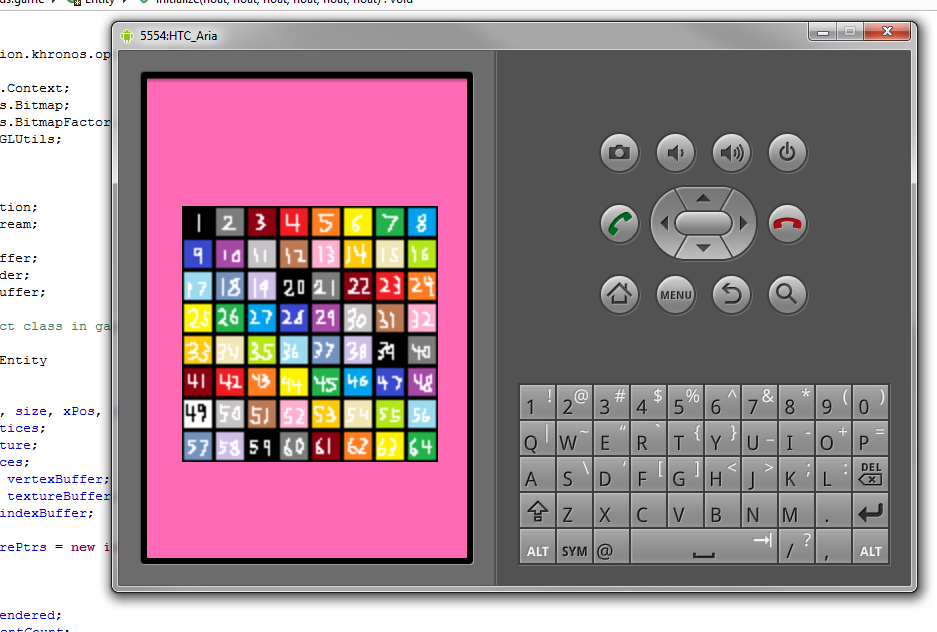 us.game Entity initialize(float, float, float, float, float, float) : void
5554:HTC_Aria
ion.khronos.op
.Context;
s.Bitmap;
s.BitmapFactor
GLUtils;
tion;
ream;
ffer;
der;
uffer;
ct class in ga
Entity
, size, xPos,
tices;
ture;
ces;
vertexBuffer;
textureBuffer
indexBuffer;
rePtrs = new i
endered;
entCount;
1 2 3 4 5 6 7 8
9 10 11 12 13 14 15 16
17 18 19 20 21 22 23 24
25 26 27 28 29 30 31 32
33 34 35 36 37 38 39 40
41 42 43 44 45 46 47 48
49 50 51 52 53 54 55 56
57 58 59 60 61 62 63 64
MENU
1 ! 2 @ 3 # 4 $ 5 % 6 ^ 7 & 8 * 9 ( 0 )
Q | W ~ E " R ` T { Y } U _ I - O + P =
A S \ D ' F [ G ] H < J > K ; L : DEL
Z X C V B N M .
ALT SYM @ / ? , ALT